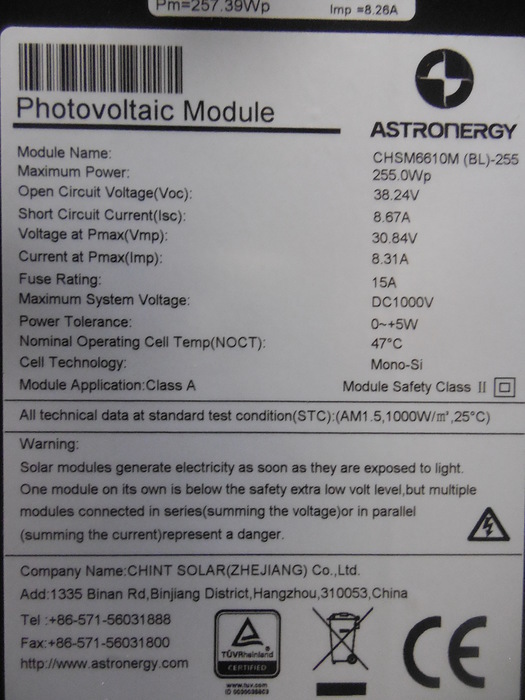 Pm=257.39Wp Imp =8.26A
Photovoltaic Module
ASTRONERGY
Module Name: CHSM6610M (BL)-255
Maximum Power: 255.0Wp
Open Circuit Voltage(Voc): 38.24V
Short Circuit Current(Isc): 8.67A
Voltage at Pmax(Vmp): 30.84V
Current at Pmax(Imp): 8.31A
Fuse Rating: 15A
Maximum System Voltage: DC1000V
Power Tolerance: 0~+5W
Nominal Operating Cell Temp(NOCT): 47°C
Cell Technology: Mono-Si
Module Application:Class A Module Safety Class II
All technical data at standard test condition(STC):(AM1.5,1000W/m²,25°C)
Warning:
Solar modules generate electricity as soon as they are exposed to light.
One module on its own is below the safety extra low volt level,but multiple
modules connected in series(summing the voltage)or in parallel
(summing the current)represent a danger.
Company Name:CHINT SOLAR(ZHEJIANG) Co.,Ltd.
Add:1335 Binan Rd,Binjiang District,Hangzhou,310053,China
Tel :+86-571-56031888
Fax:+86-571-56031800
http://www.astronergy.com
TÜVRheinland
CERTIFIED
www.tuv.com
ID
CE